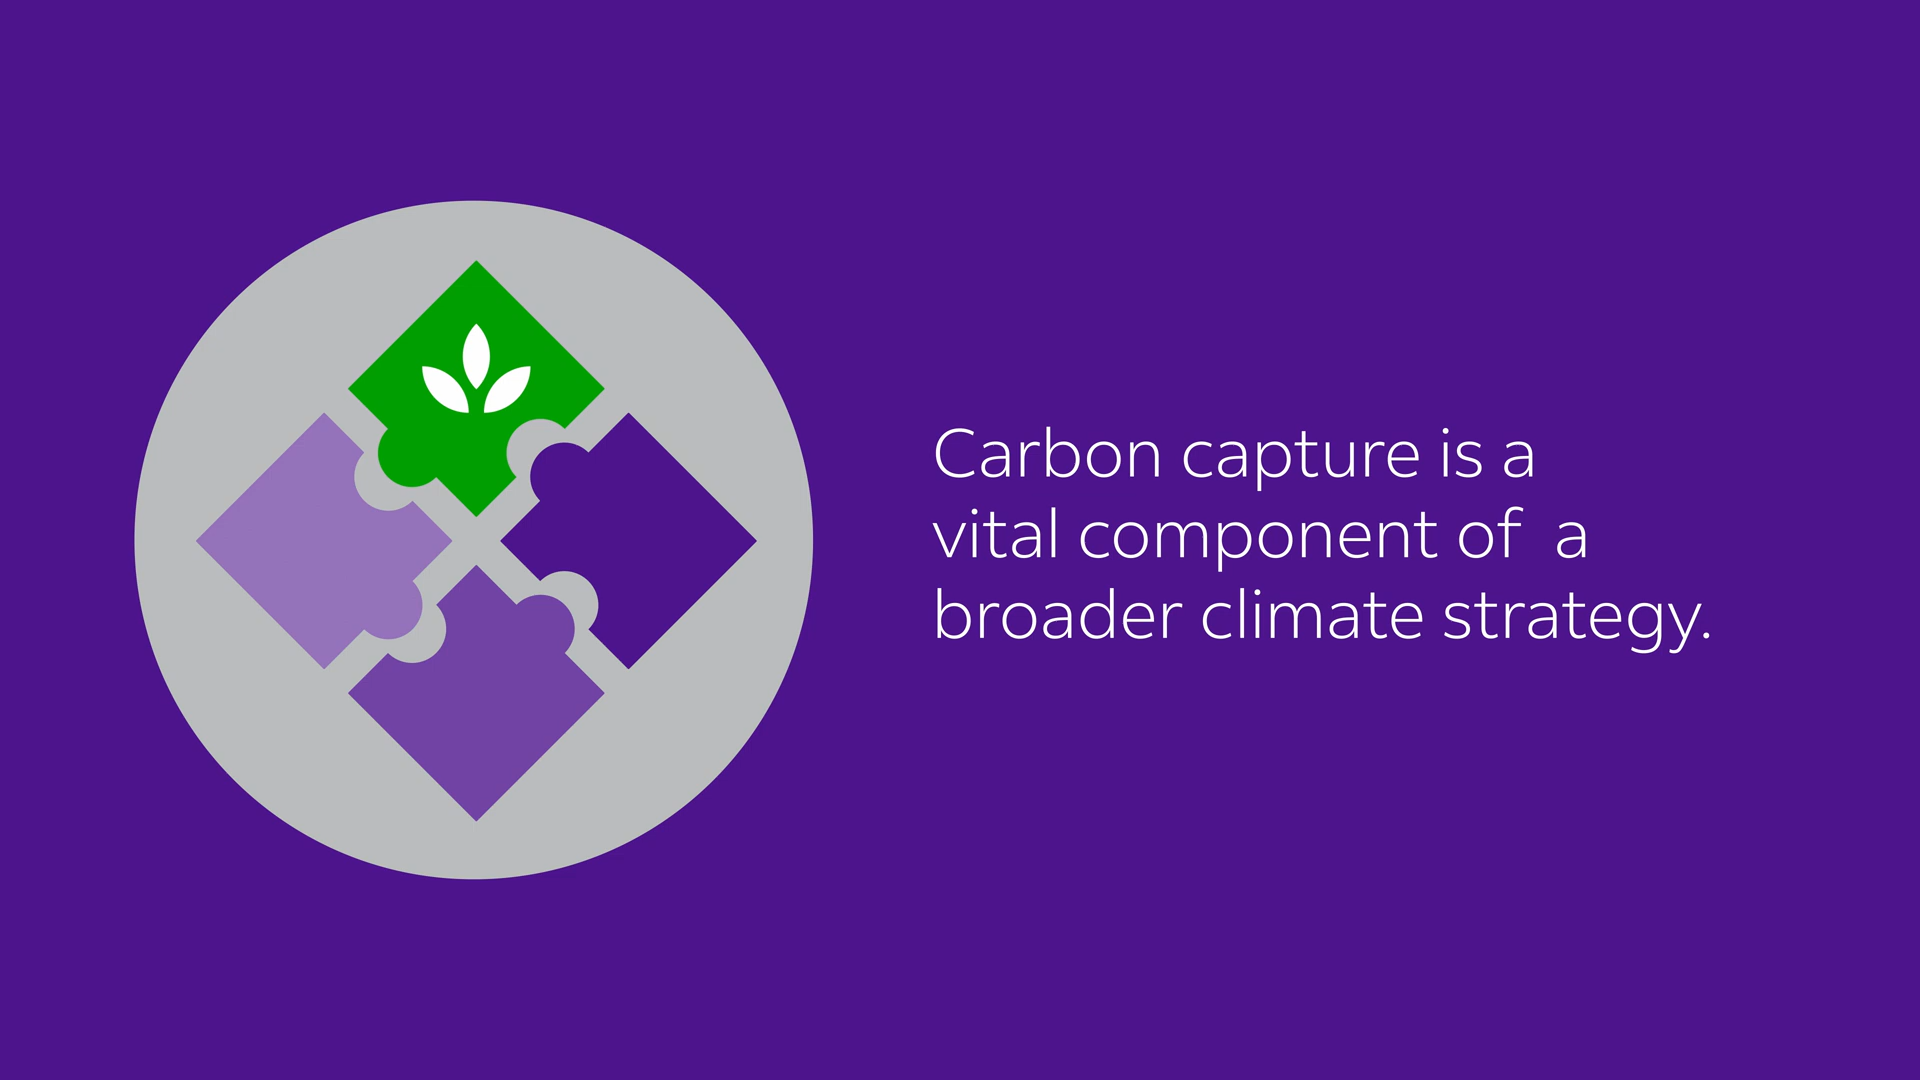 Carbon capture is a
vital component of  a
broader climate strategy.